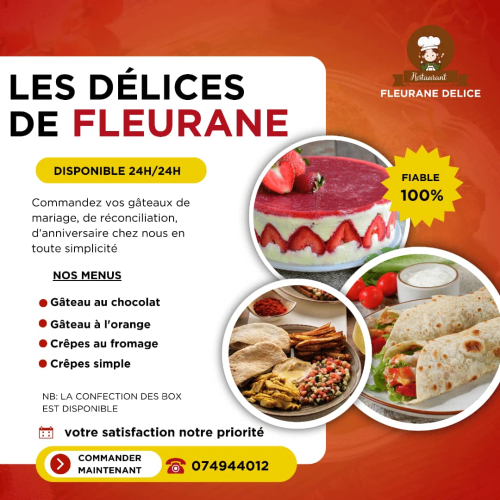 Restaurant
FLEURANE DELICE
LES DÉLICES
DE FLEURANE
DISPONIBLE 24H/24H
FIABLE
100%
Commandez vos gâteaux de
mariage, de réconciliation,
d'anniversaire chez nous en
toute simplicité
NOS MENUS
Gâteau au chocolat
Gâteau à l'orange
Crêpes au fromage
Crêpes simple
NB: LA CONFECTION DES BOX
EST DISPONIBLE
votre satisfaction notre priorité
COMMANDER
MAINTENANT
074944012